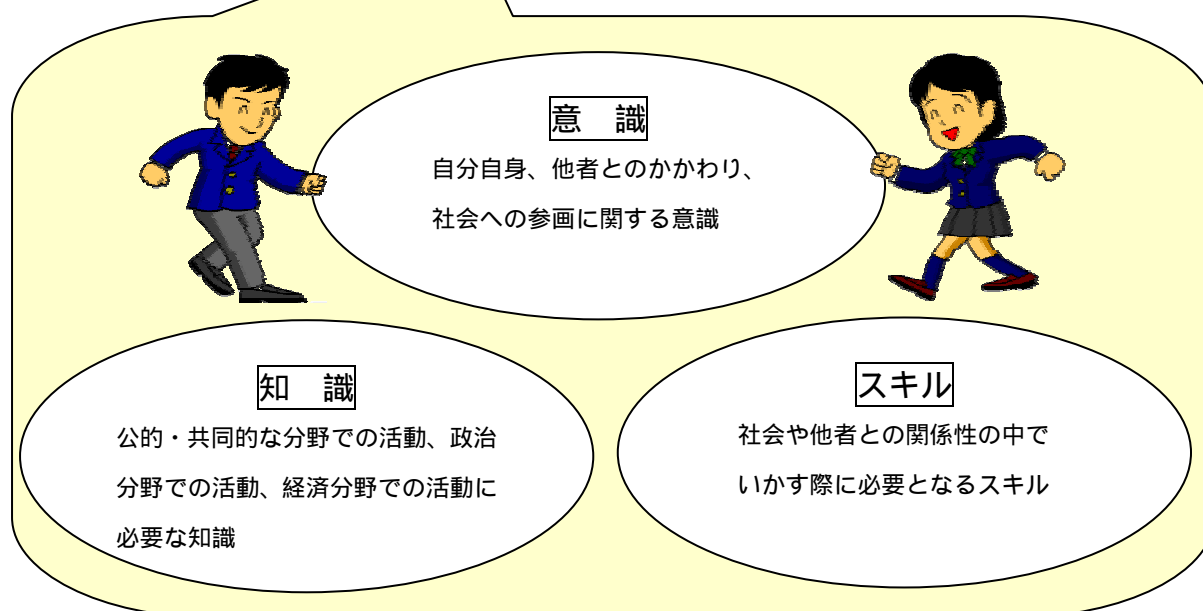 意　識
自分自身、他者とのかかわり、
社会への参画に関する意識
知　識
公的・共同的な分野での活動、政治
分野での活動、経済分野での活動に
必要な知識
スキル
社会や他者との関係性の中で
いかす際に必要となるスキル